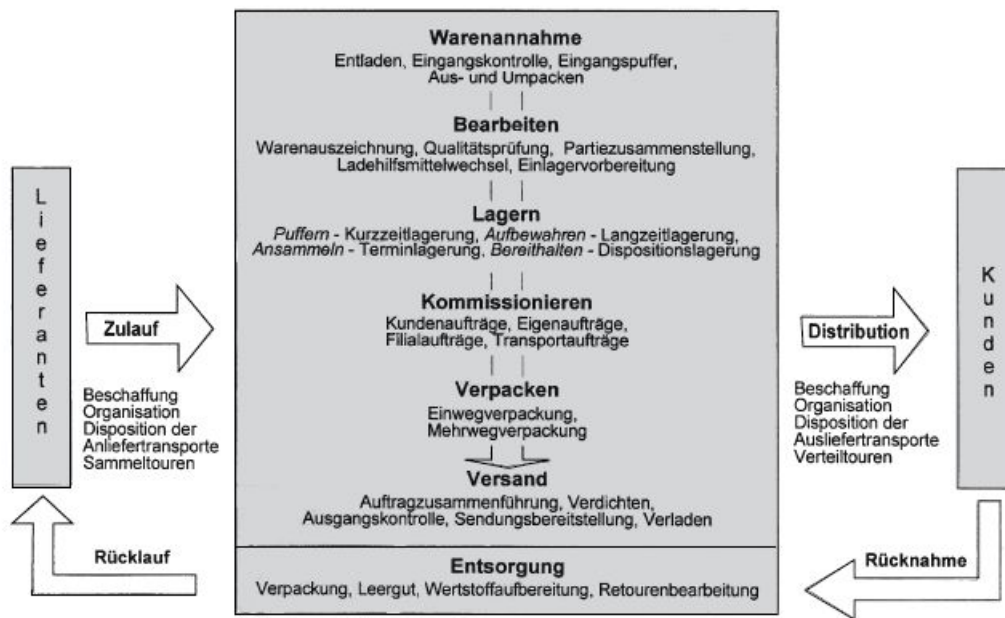 Lieferanten
Zulauf
Beschaffung
Organisation
Disposition der
Anliefertransporte
Sammeltouren
Rücklauf
Warenannahme
Entladen, Eingangskontrolle, Eingangspuffer,
Aus- und Umpacken
Bearbeiten
Warenauszeichnung, Qualitätsprüfung, Partiezusammenstellung,
Ladehilfsmittelwechsel, Einlagervorbereitung
Lagern
Puffern - Kurzzeitlagerung, Aufbewahren - Langzeitlagerung,
Ansammeln - Terminlagerung, Bereithalten - Dispositionslagerung
Kommissionieren
Kundenaufträge, Eigenaufträge,
Filialaufträge, Transportaufträge
Verpacken
Einwegverpackung,
Mehrwegverpackung
Versand
Auftragzusammenführung, Verdichten,
Ausgangskontrolle, Sendungsbereitstellung, Verladen
Entsorgung
Verpackung, Leergut, Wertstoffaufbereitung, Retourenbearbeitung
Distribution
Beschaffung
Organisation
Disposition der
Ausliefertransporte
Verteiltouren
Rücknahme
Kunden